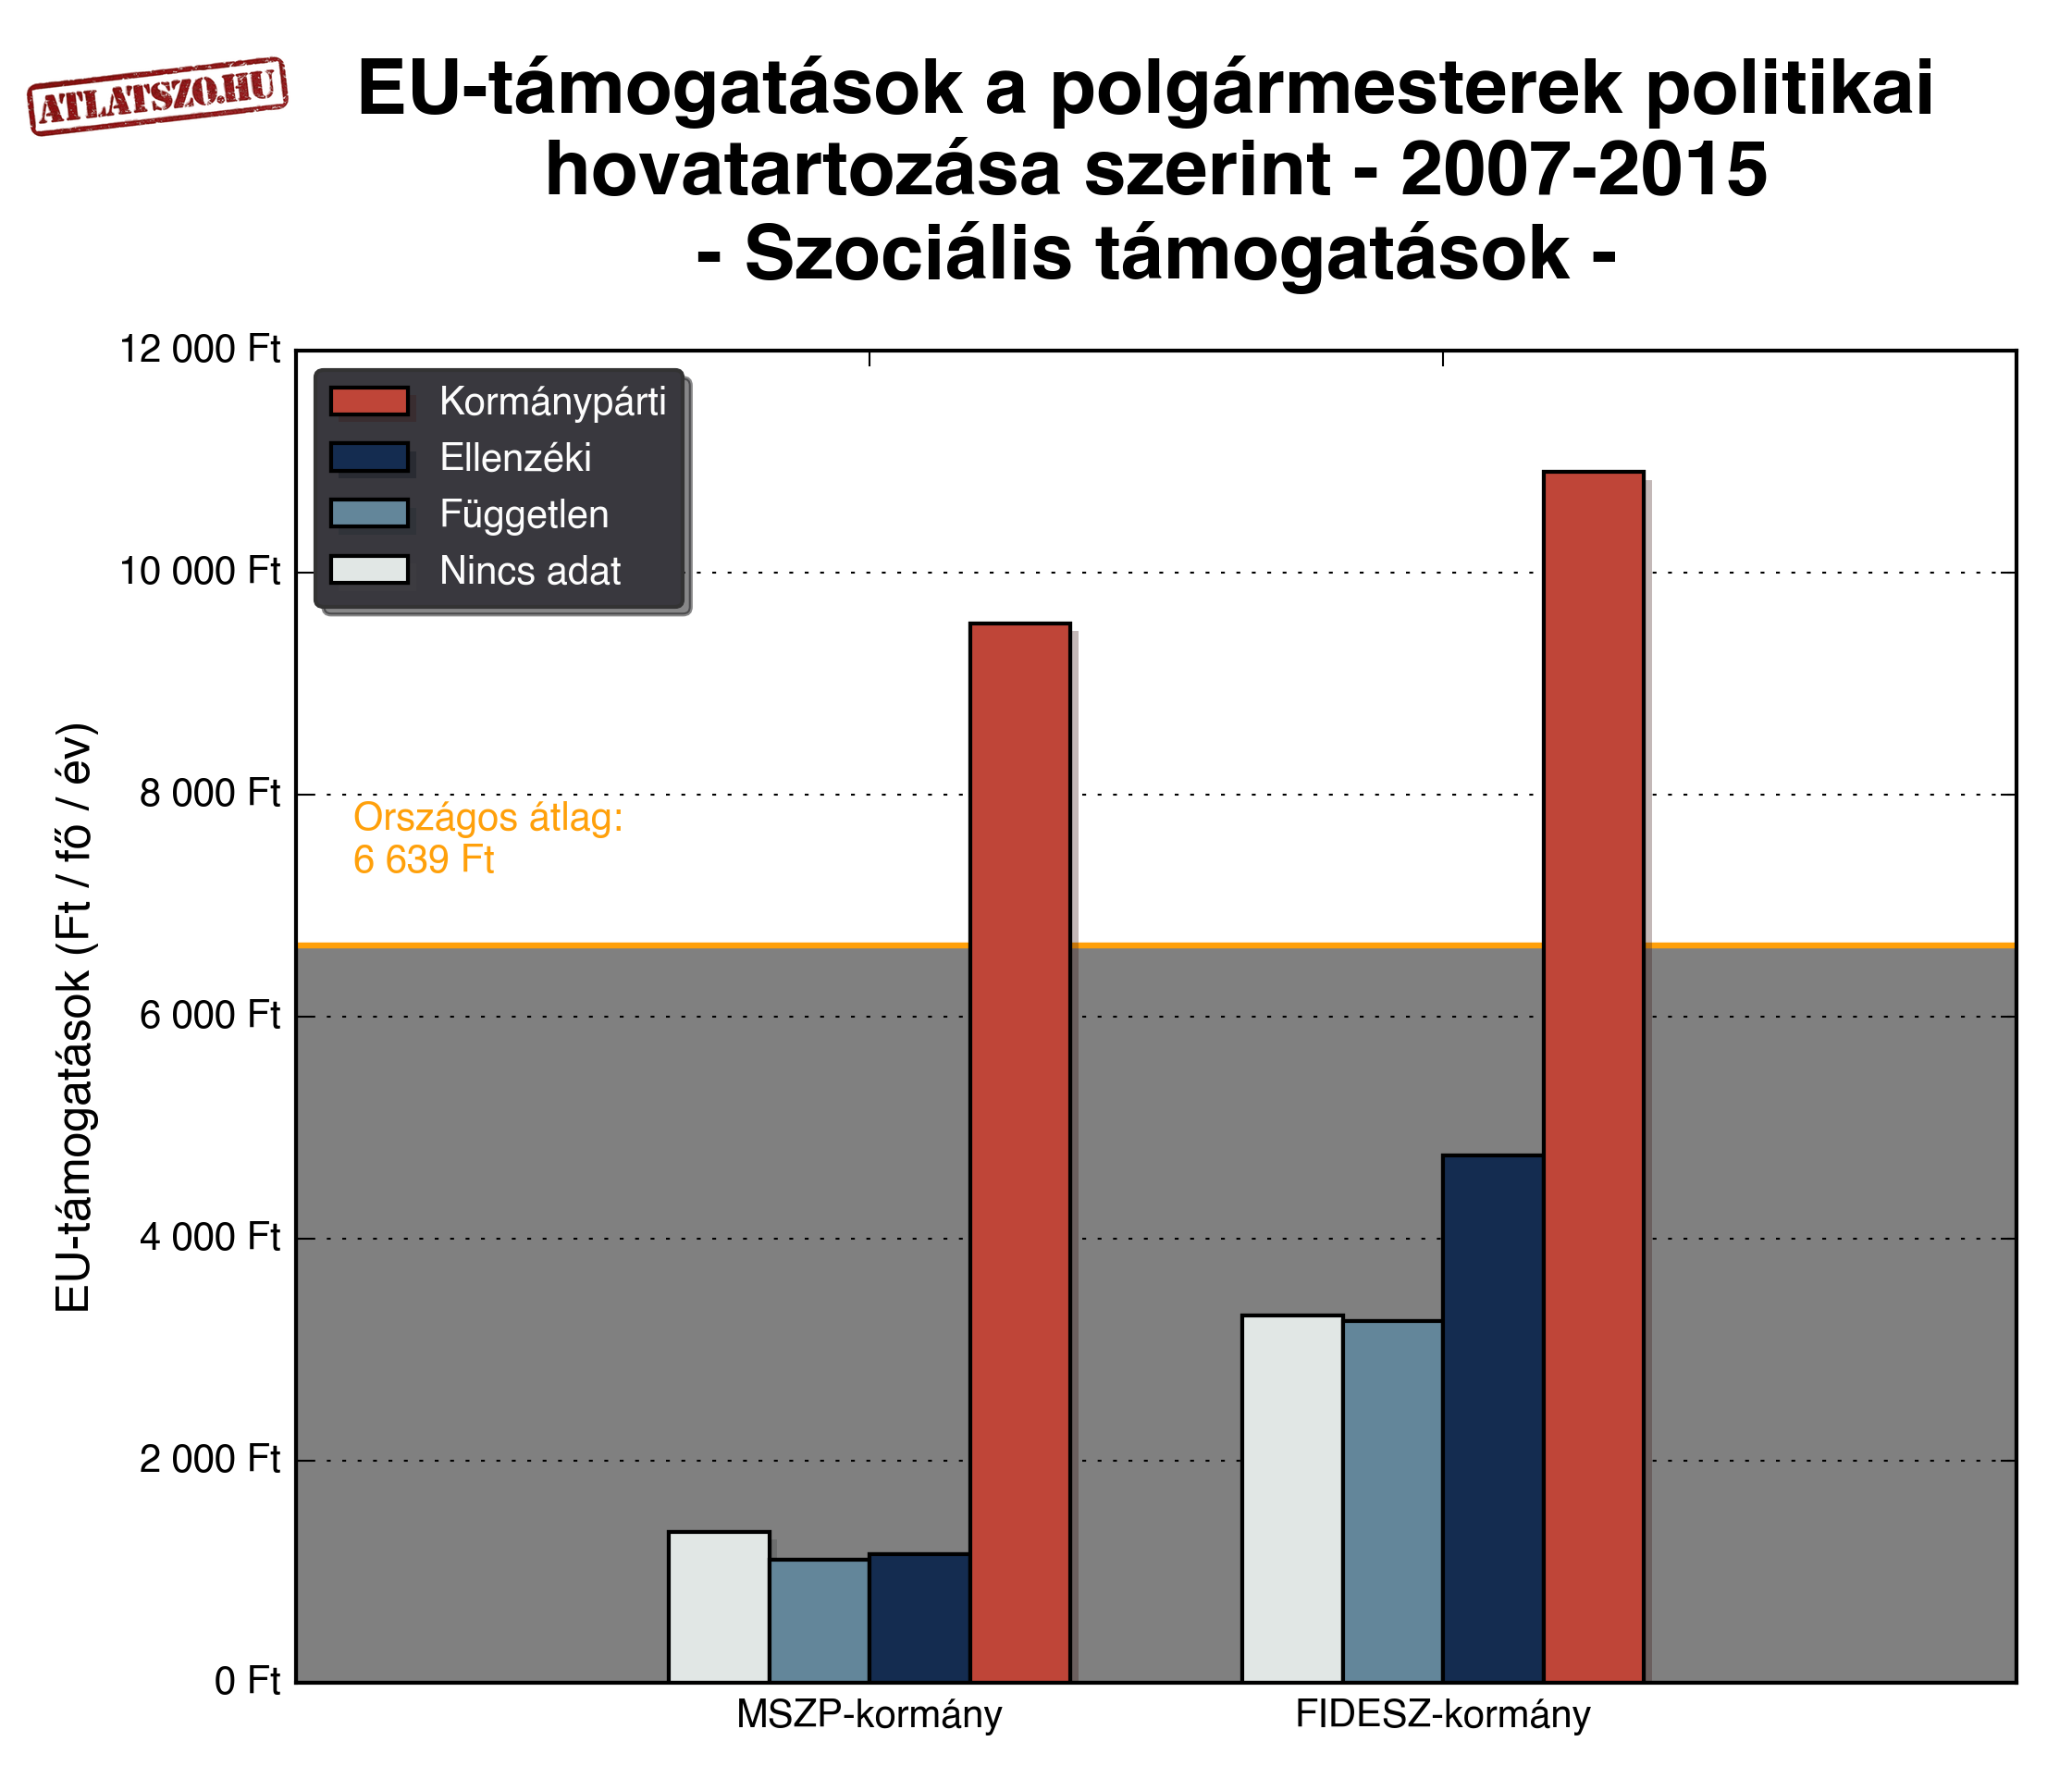 ATLATSZO.HU
EU-támogatások a polgármesterek politikai
hovatartozása szerint - 2007-2015
- Szociális támogatások -
12 000 Ft
10 000 Ft
8 000 Ft
6 000 Ft
4 000 Ft
2 000 Ft
0 Ft
EU-támogatások (Ft / fő / év)
Kormánypárti
Ellenzéki
Független
Nincs adat
Országos átlag:
6 639 Ft
MSZP-kormány
FIDESZ-kormány